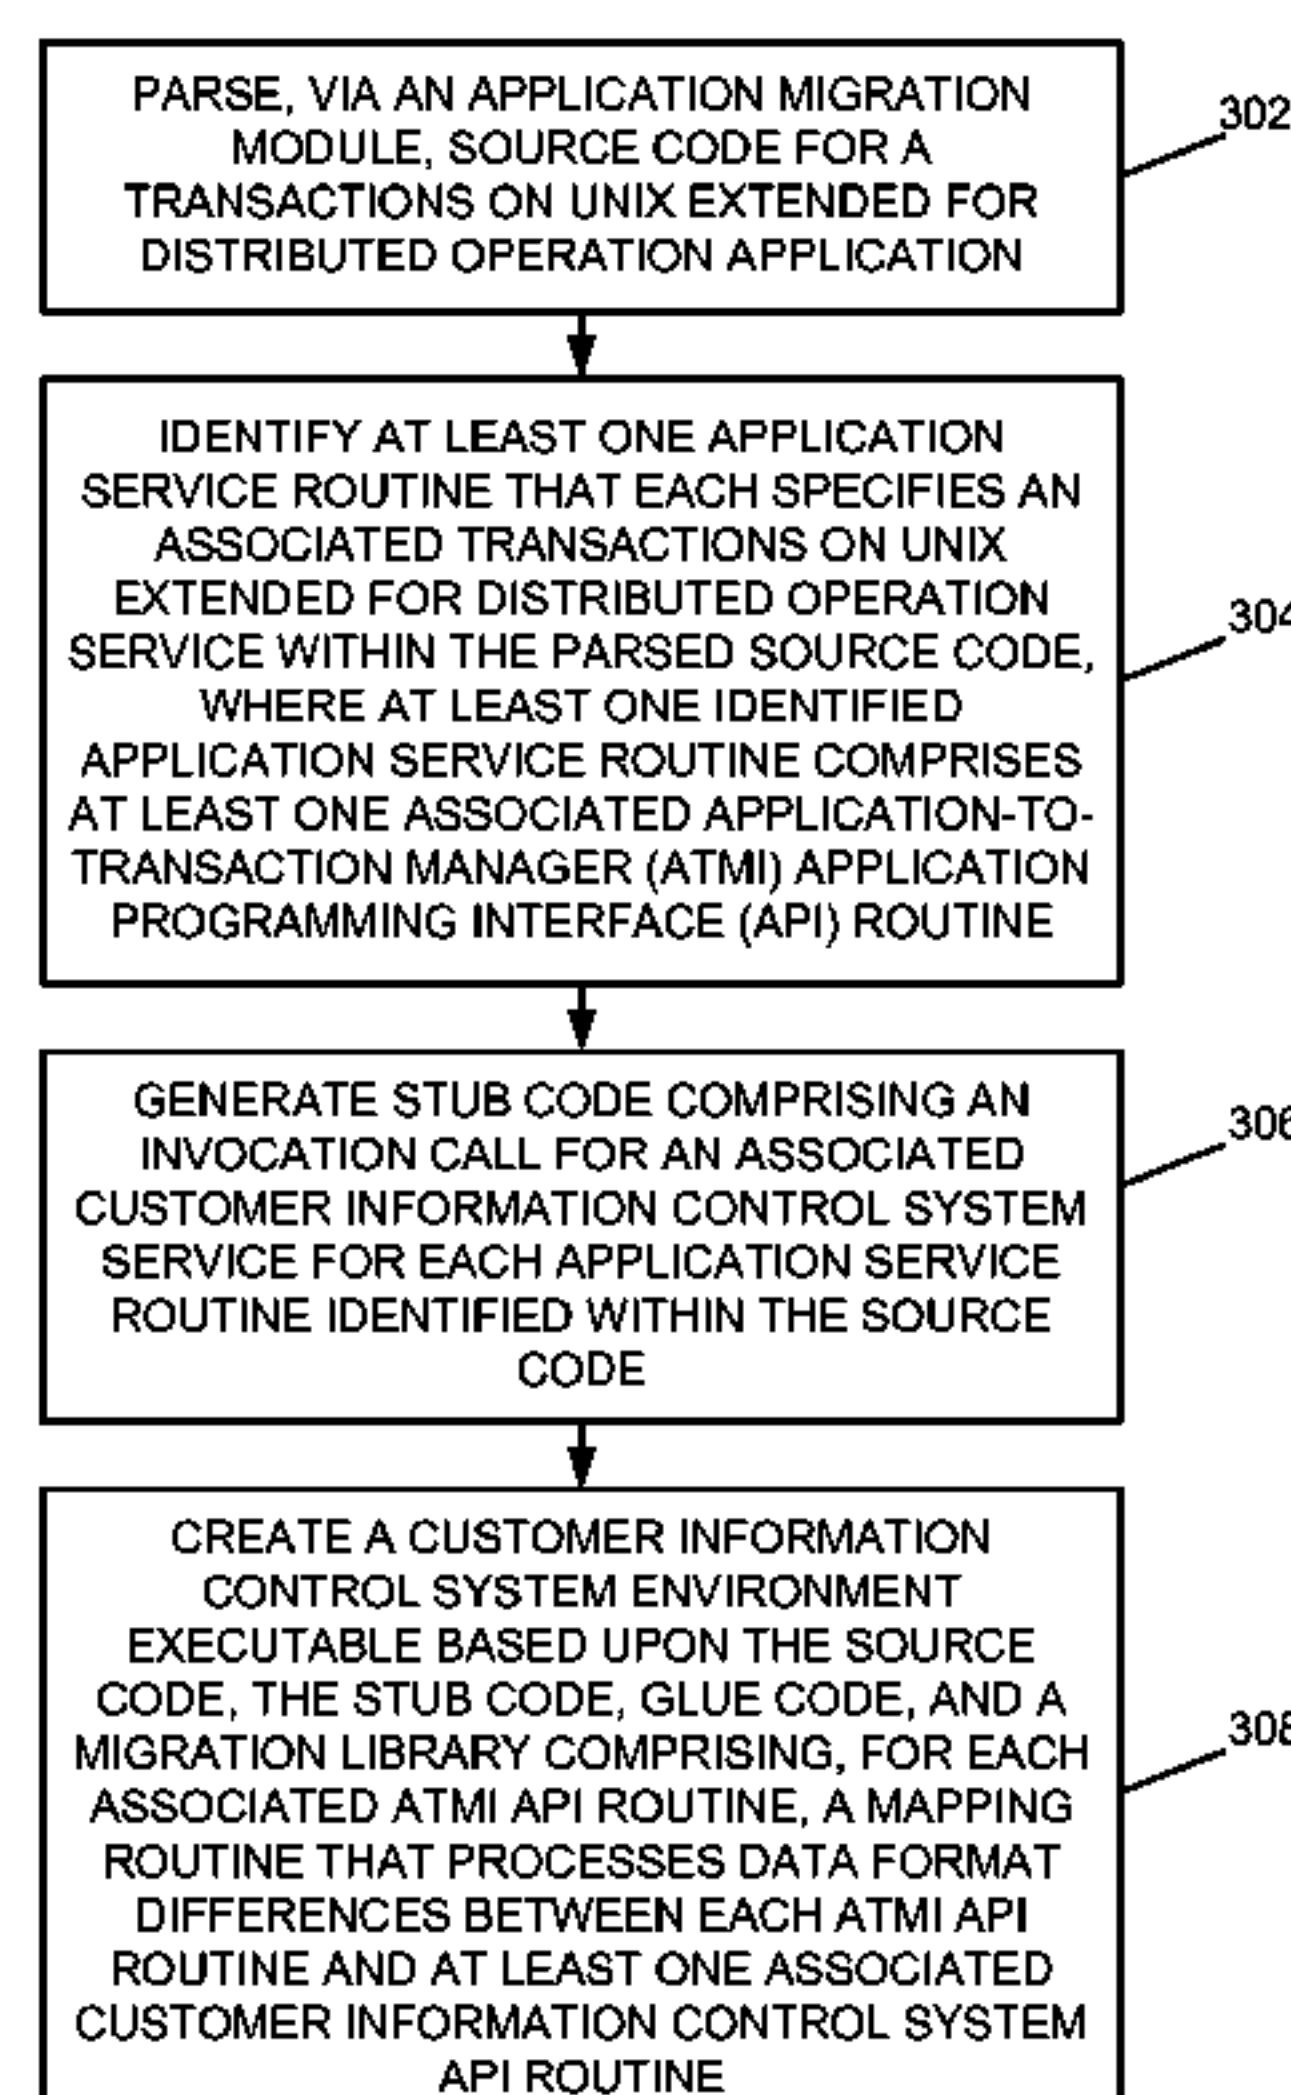 PARSE, VIA AN APPLICATION MIGRATION
MODULE, SOURCE CODE FOR A
TRANSACTIONS ON UNIX EXTENDED FOR
DISTRIBUTED OPERATION APPLICATION
302
IDENTIFY AT LEAST ONE APPLICATION
SERVICE ROUTINE THAT EACH SPECIFIES AN
ASSOCIATED TRANSACTIONS ON UNIX
EXTENDED FOR DISTRIBUTED OPERATION
SERVICE WITHIN THE PARSED SOURCE CODE,
WHERE AT LEAST ONE IDENTIFIED
APPLICATION SERVICE ROUTINE COMPRISES
AT LEAST ONE ASSOCIATED APPLICATION-TO-
TRANSACTION MANAGER (ATMI) APPLICATION
PROGRAMMING INTERFACE (API) ROUTINE
304
GENERATE STUB CODE COMPRISING AN
INVOCATION CALL FOR AN ASSOCIATED
CUSTOMER INFORMATION CONTROL SYSTEM
SERVICE FOR EACH APPLICATION SERVICE
ROUTINE IDENTIFIED WITHIN THE SOURCE
CODE
306
CREATE A CUSTOMER INFORMATION
CONTROL SYSTEM ENVIRONMENT
EXECUTABLE BASED UPON THE SOURCE
CODE, THE STUB CODE, GLUE CODE, AND A
MIGRATION LIBRARY COMPRISING, FOR EACH
ASSOCIATED ATMI API ROUTINE, A MAPPING
ROUTINE THAT PROCESSES DATA FORMAT
DIFFERENCES BETWEEN EACH ATMI API
ROUTINE AND AT LEAST ONE ASSOCIATED
CUSTOMER INFORMATION CONTROL SYSTEM
API ROUTINE
308